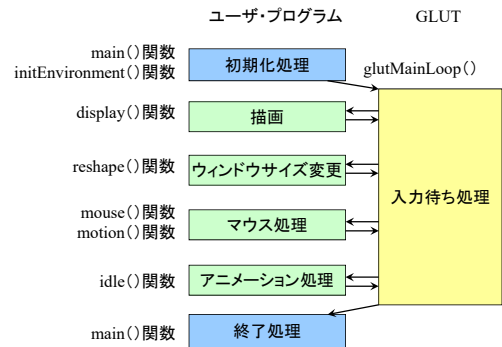 ユーザ・プログラム
GLUT
main()関数
initEnvironment()関数
初期化処理
glutMainLoop()
display()関数
描画
reshape()関数
ウィンドウサイズ変更
入力待ち処理
mouse()関数
motion()関数
マウス処理
idle()関数
アニメーション処理
main()関数
終了処理